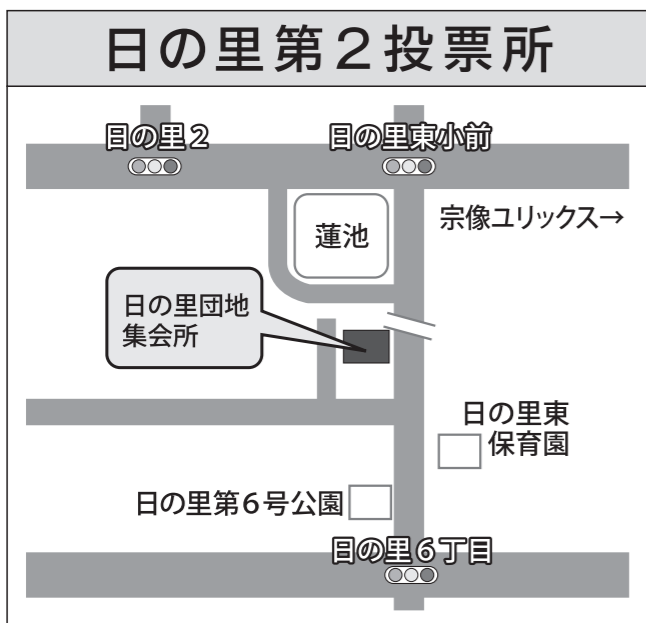 日の里第2投票所
日の里2
日の里東小前
蓮池
宗像ユリックス→
日の里団地
集会所
日の里東
保育園
日の里第6号公園
日の里6丁目